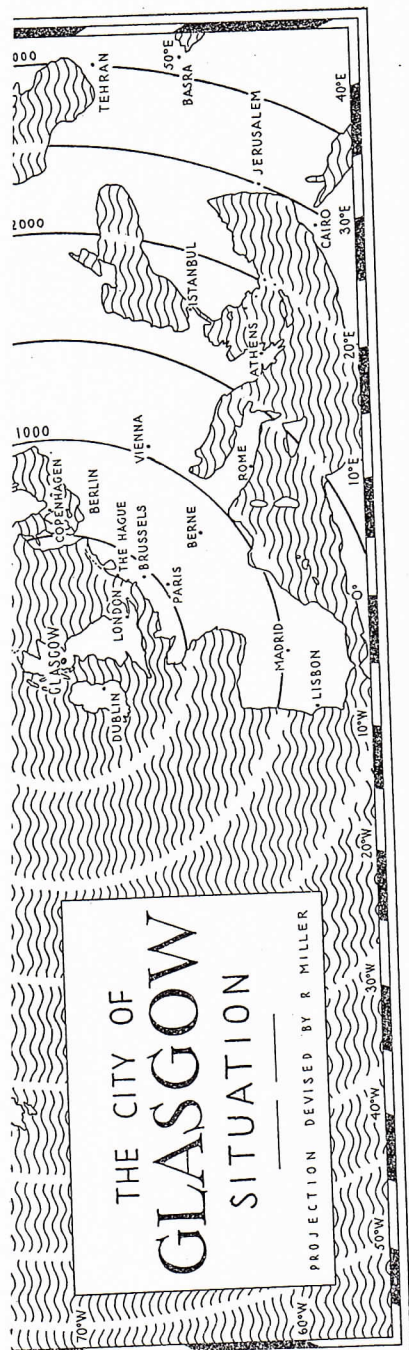 THE CITY OF
GLASGOW
SITUATION
PROJECTION DEVISED BY R MILLER
70°W
60°W
50°W
40°W
30°W
20°W
10°W
0°
10°E
20°E
30°E
40°E
50°E
1000
2000
000
GLASGOW
DUBLIN
LONDON
THE HAGUE
BRUSSELS
PARIS
COPENHAGEN
BERLIN
BERNE
VIENNA
MADRID
LISBON
ROME
ATHENS
ISTANBUL
CAIRO
JERUSALEM
TEHRAN
BASRA